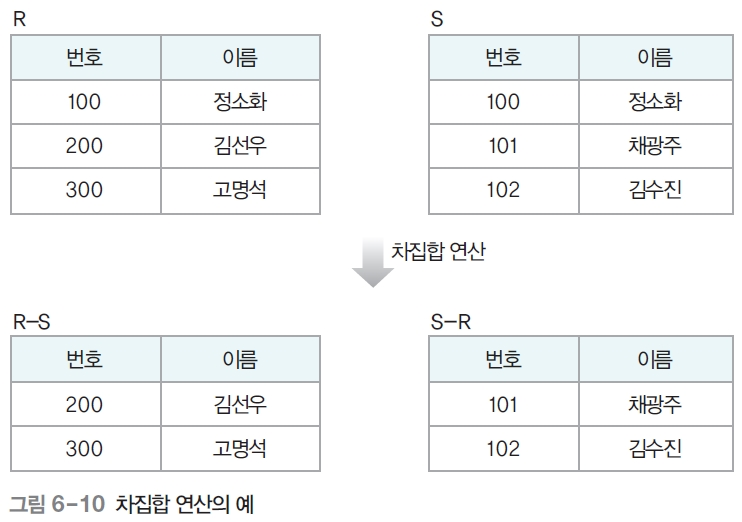 R
번호 이름
100 정소화
200 김선우
300 고명석
S
번호 이름
100 정소화
101 채광주
102 김수진
차집합 연산
R–S
번호 이름
200 김선우
300 고명석
S–R
번호 이름
101 채광주
102 김수진
그림 6-10 차집합 연산의 예